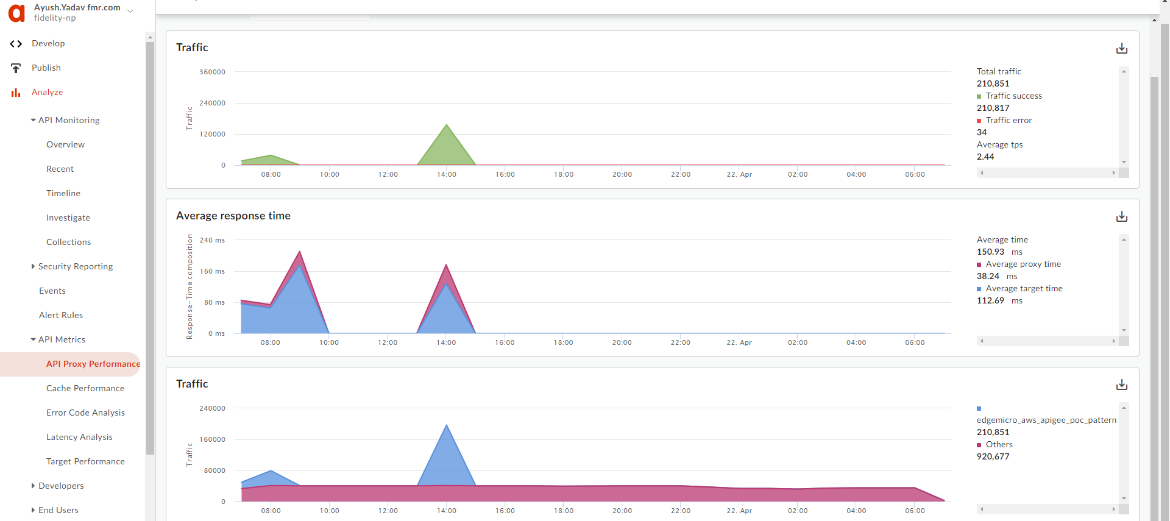 a
Ayush.Yadav fmr.com
fidelity-np
Develop
Publish
Analyze
API Monitoring
Overview
Recent
Timeline
Investigate
Collections
Security Reporting
Events
Alert Rules
API Metrics
API Proxy Performance
Cache Performance
Error Code Analysis
Latency Analysis
Target Performance
Developers
End Users
Traffic
Traffic
360000
240000
120000
0
08:00 10:00 12:00 14:00 16:00 18:00 20:00 22:00 22. Apr 02:00 04:00 06:00
Total traffic
210,851
Traffic success
210,817
Traffic error
34
Average tps
2.44
Average response time
Response-Time composition
240 ms
160 ms
80 ms
0 ms
08:00 10:00 12:00 14:00 16:00 18:00 20:00 22:00 22. Apr 02:00 04:00 06:00
Average time
150.93 ms
Average proxy time
38.24 ms
Average target time
112.69 ms
Traffic
Traffic
240000
160000
80000
0
08:00 10:00 12:00 14:00 16:00 18:00 20:00 22:00 22. Apr 02:00 04:00 06:00
edgemicro_aws_apigee_poc_pattern
210,851
Others
920,677